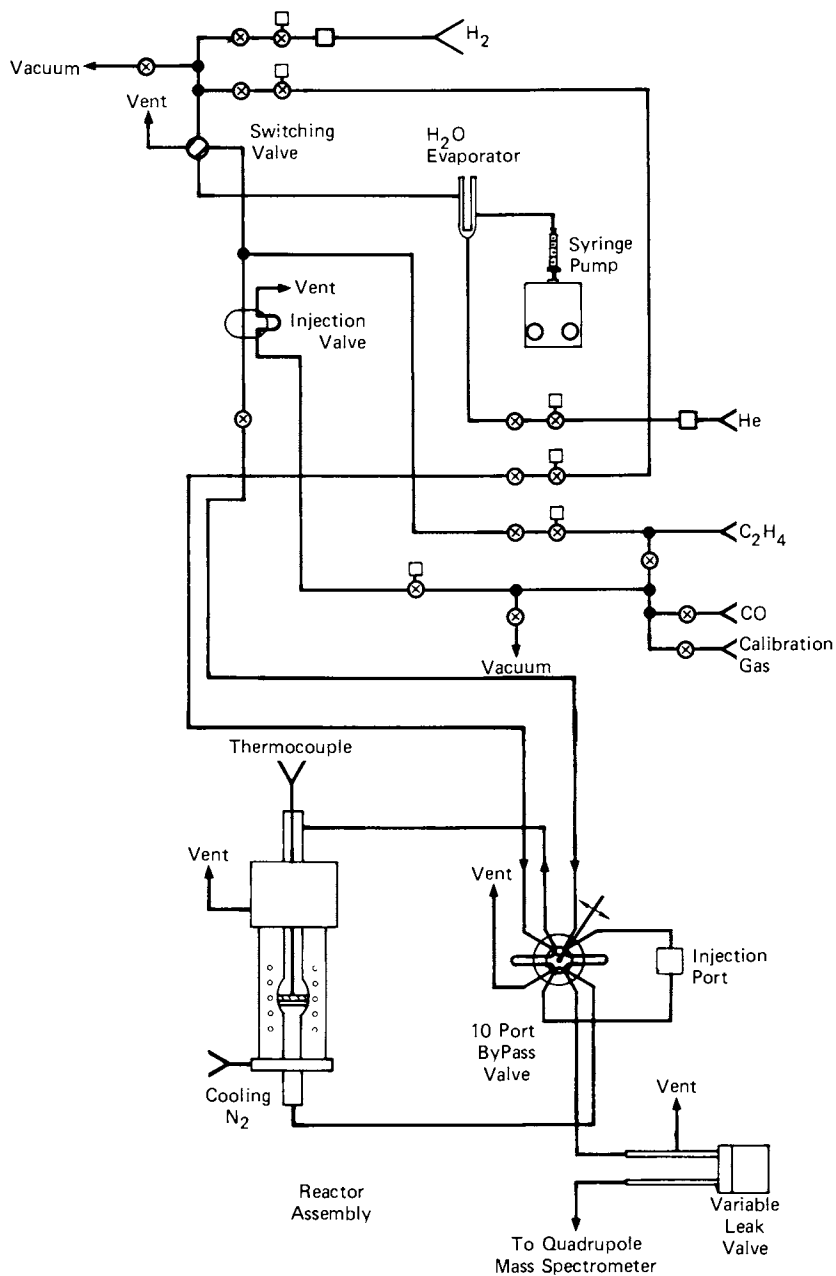 H2
Vacuum
Vent
Switching
Valve
H2O
Evaporator
Syringe
Pump
Vent
Injection
Valve
He
C2H4
CO
Calibration
Gas
Vacuum
Thermocouple
Vent
Vent
Injection
Port
10 Port
ByPass
Valve
Cooling
N2
Vent
Reactor
Assembly
Variable
Leak
Valve
To Quadrupole
Mass Spectrometer